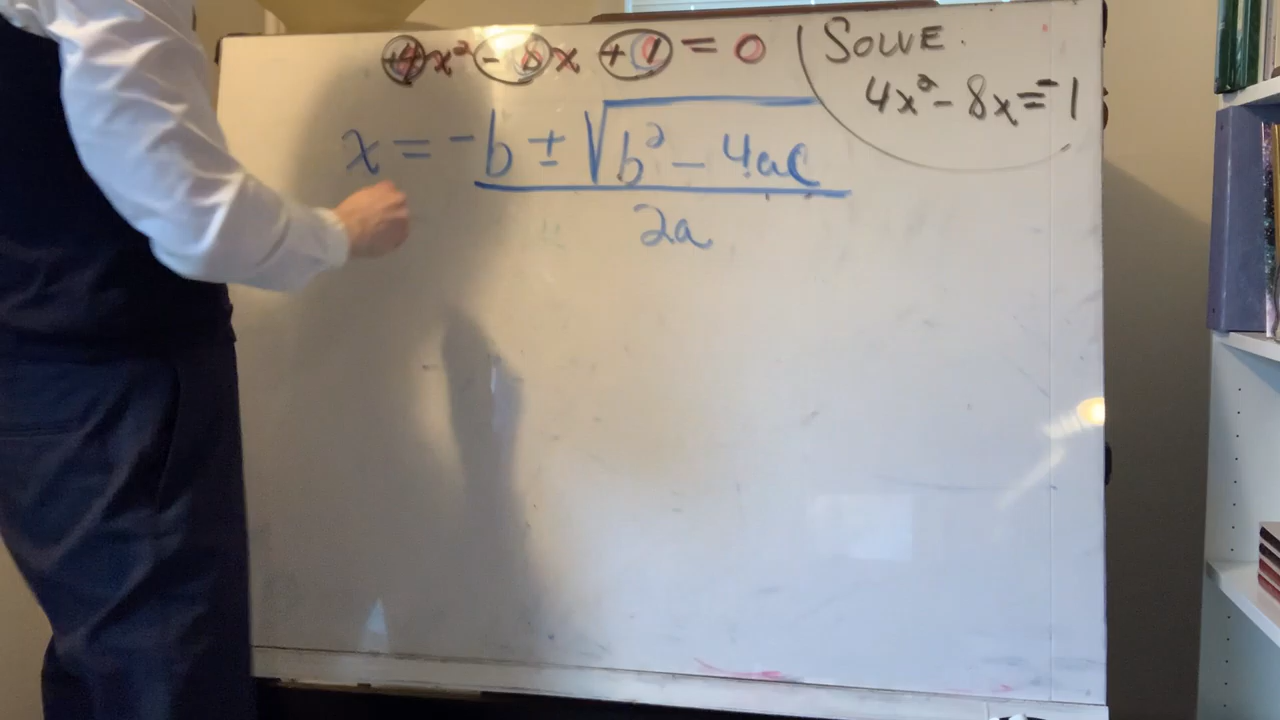 +4x² - 8x + 1 = 0
SOLVE.
4x² - 8x = -1
x = -b ± √b² - 4ac
2a